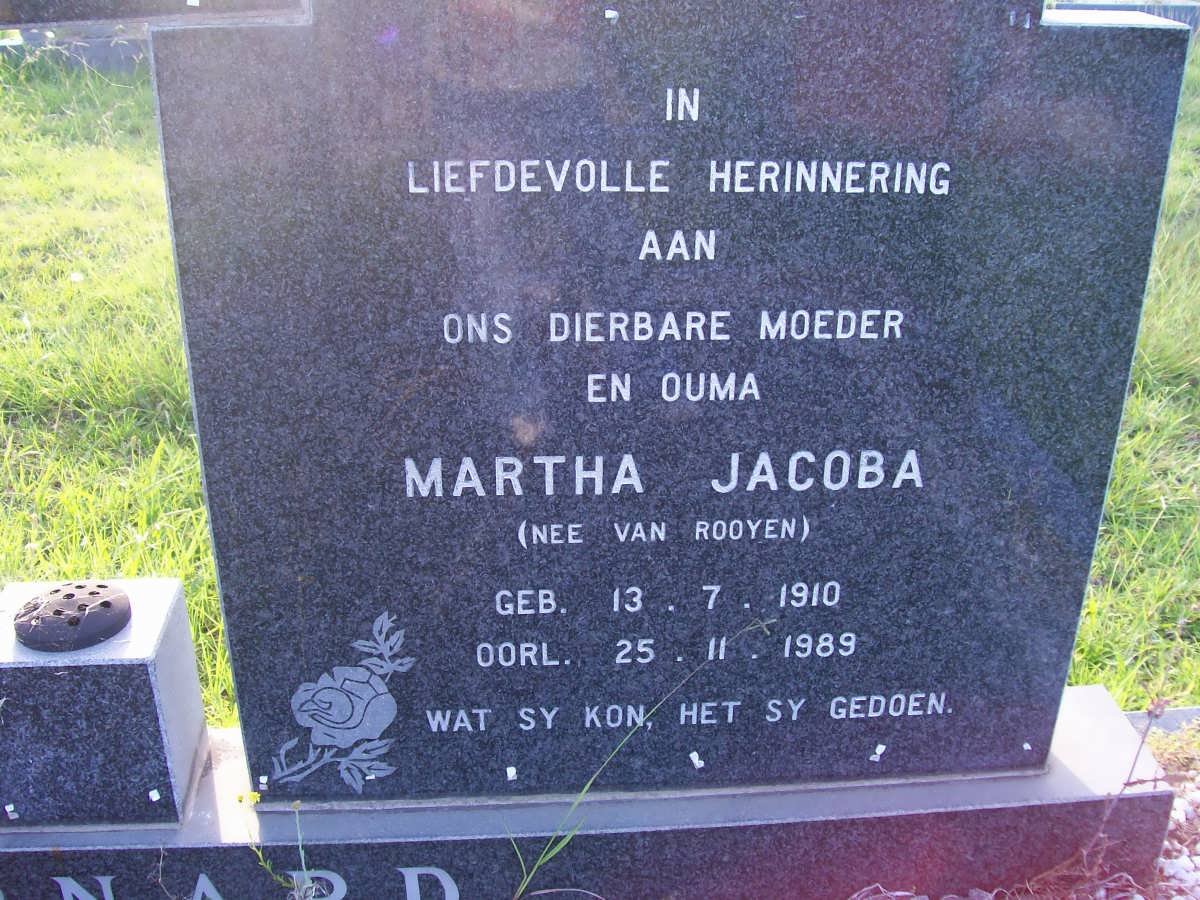 IN
LIEFDEVOLLE HERINNERING
AAN
ONS DIERBARE MOEDER
EN OUMA
MARTHA JACOBA
(NEE VAN ROOYEN)
GEB. 13 . 7 . 1910
OORL. 25 . 11 . 1989
WAT SY KON, HET SY GEDOEN.